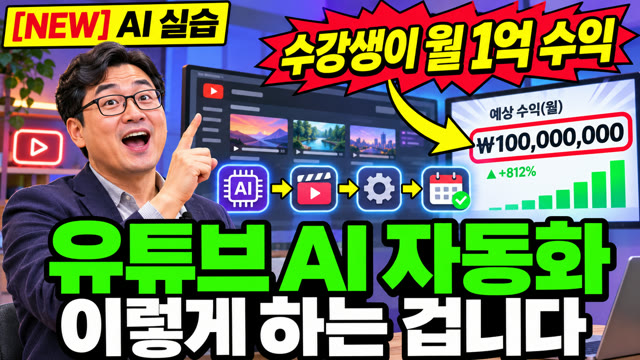 [NEW] AI 실습
수강생이 월 1억 수익
예상 수익(월)
₩100,000,000
▲ +812%
AI
유튜브 AI 자동화
이렇게 하는 겁니다